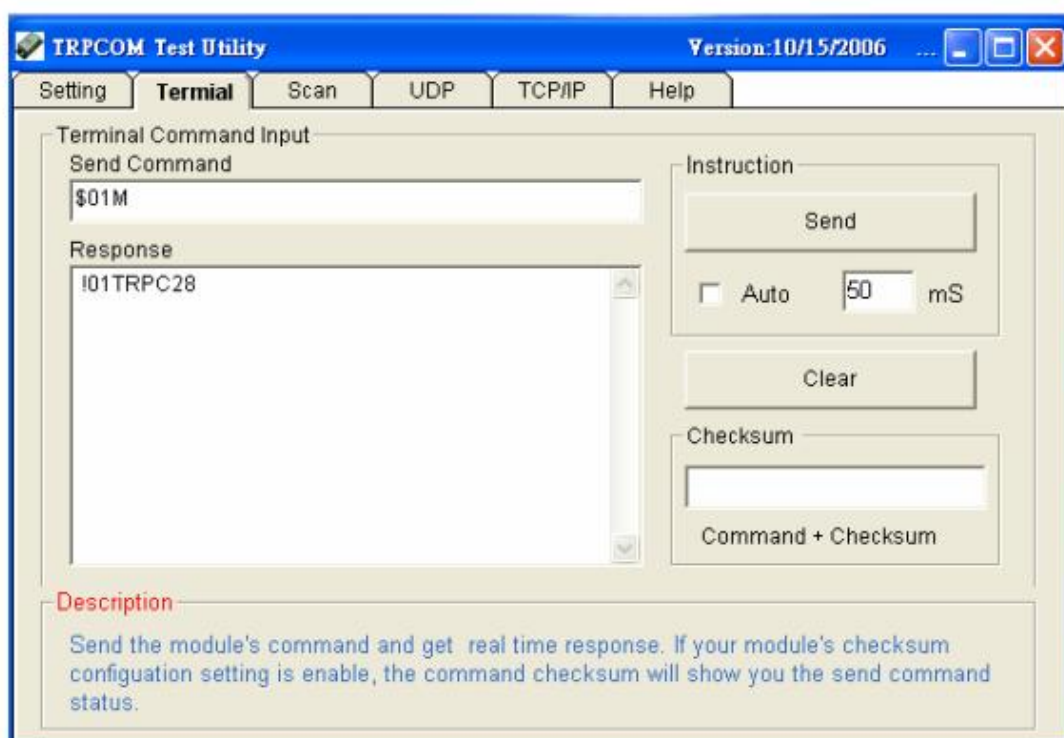 TRPCOM Test Utility Version:10/15/2006 ...
Setting Termial Scan UDP TCP/IP Help
Terminal Command Input
Send Command
$01M
Response
!01TRPC28
Instruction
Send
Auto 50 mS
Clear
Checksum
Command + Checksum
Description
Send the module's command and get real time response. If your module's checksum
configuation setting is enable, the command checksum will show you the send command
status.